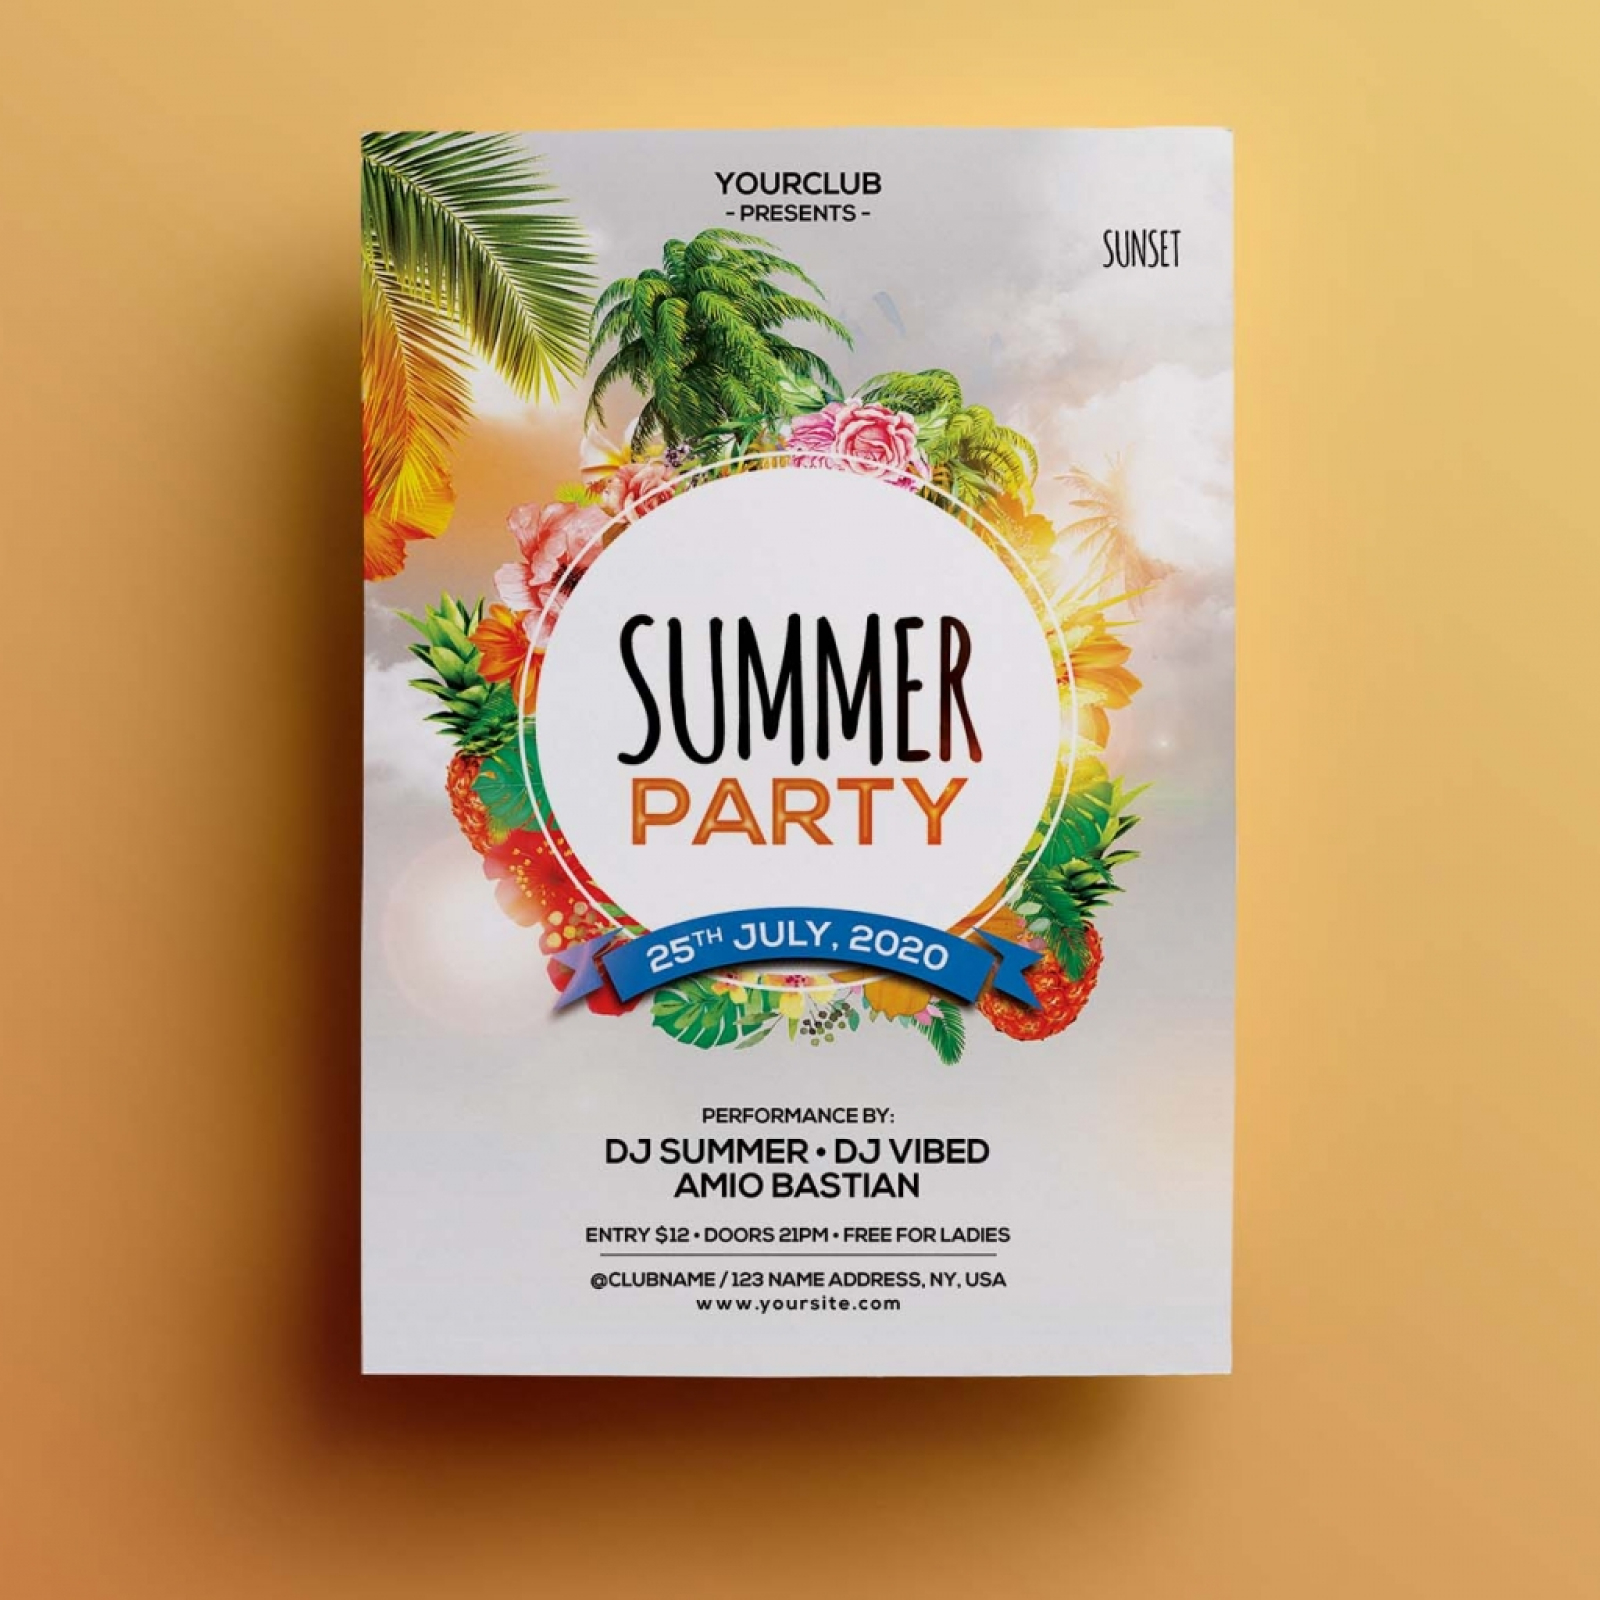 YOURCLUB
- PRESENTS -
SUNSET
SUMMER
PARTY
25TH JULY, 2020
PERFORMANCE BY:
DJ SUMMER • DJ VIBED
AMIO BASTIAN
ENTRY $12 • DOORS 21PM • FREE FOR LADIES
@CLUBNAME / 123 NAME ADDRESS, NY, USA
www.yoursite.com